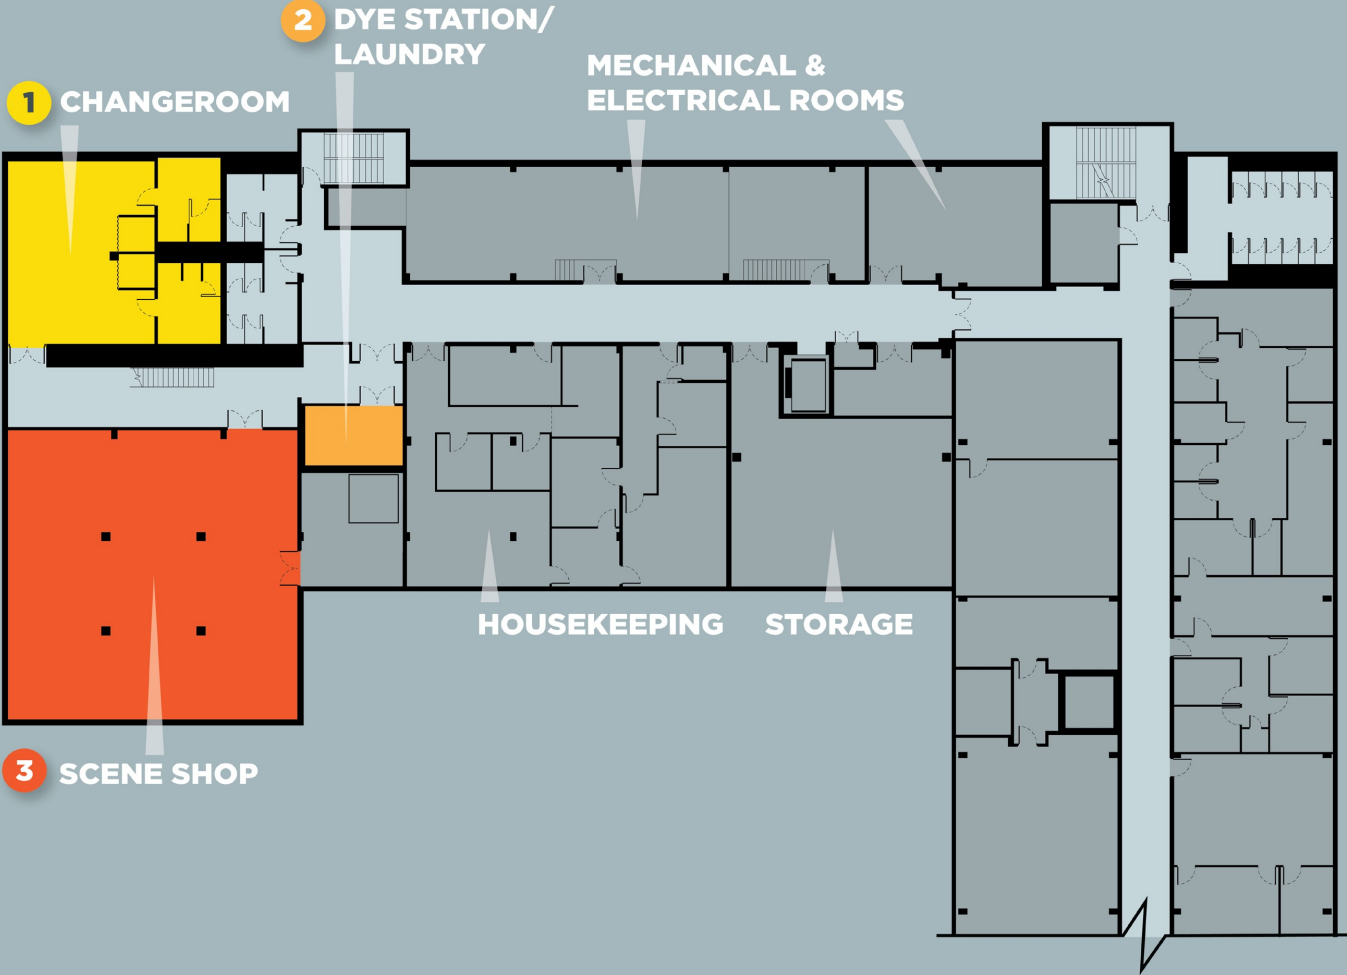 2 DYE STATION/
LAUNDRY
MECHANICAL &
ELECTRICAL ROOMS
1 CHANGEROOM
HOUSEKEEPING
STORAGE
3 SCENE SHOP